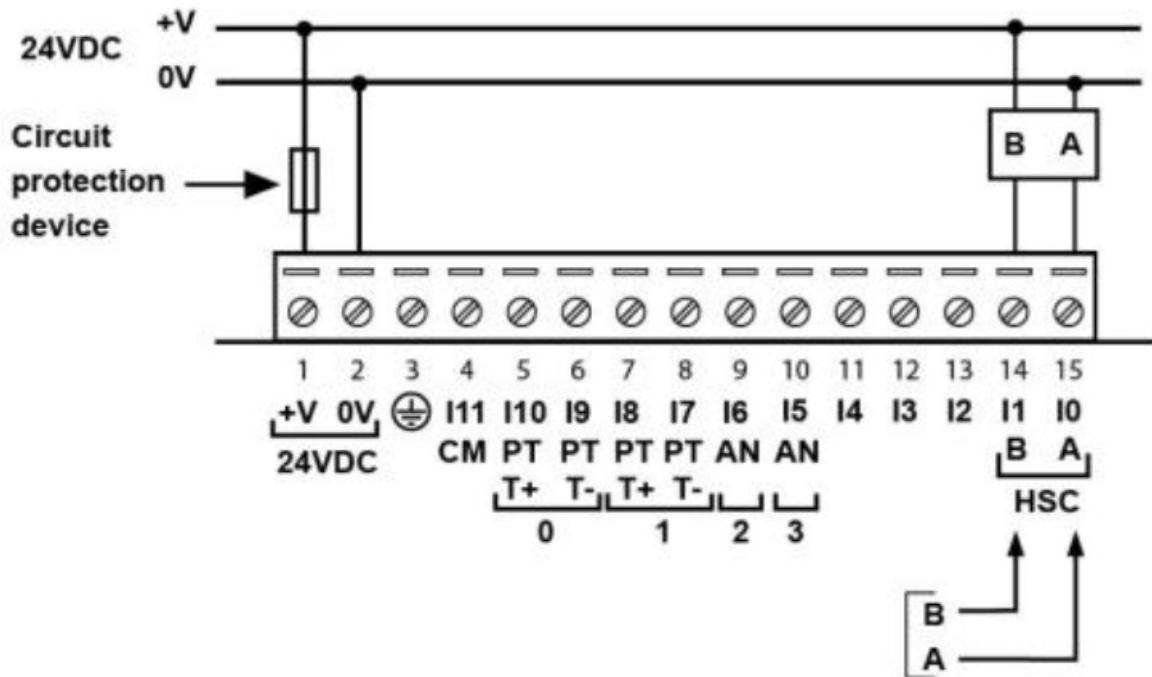 +V
24VDC
0V
Circuit
protection
device
B A
1 2 3 4 5 6 7 8 9 10 11 12 13 14 15
+V 0V I11 I10 I9 I8 I7 I6 I5 I4 I3 I2 I1 I0
24VDC CM PT PT PT PT AN AN B A
T+ T- T+ T- HSC
0 1 2 3
B
A